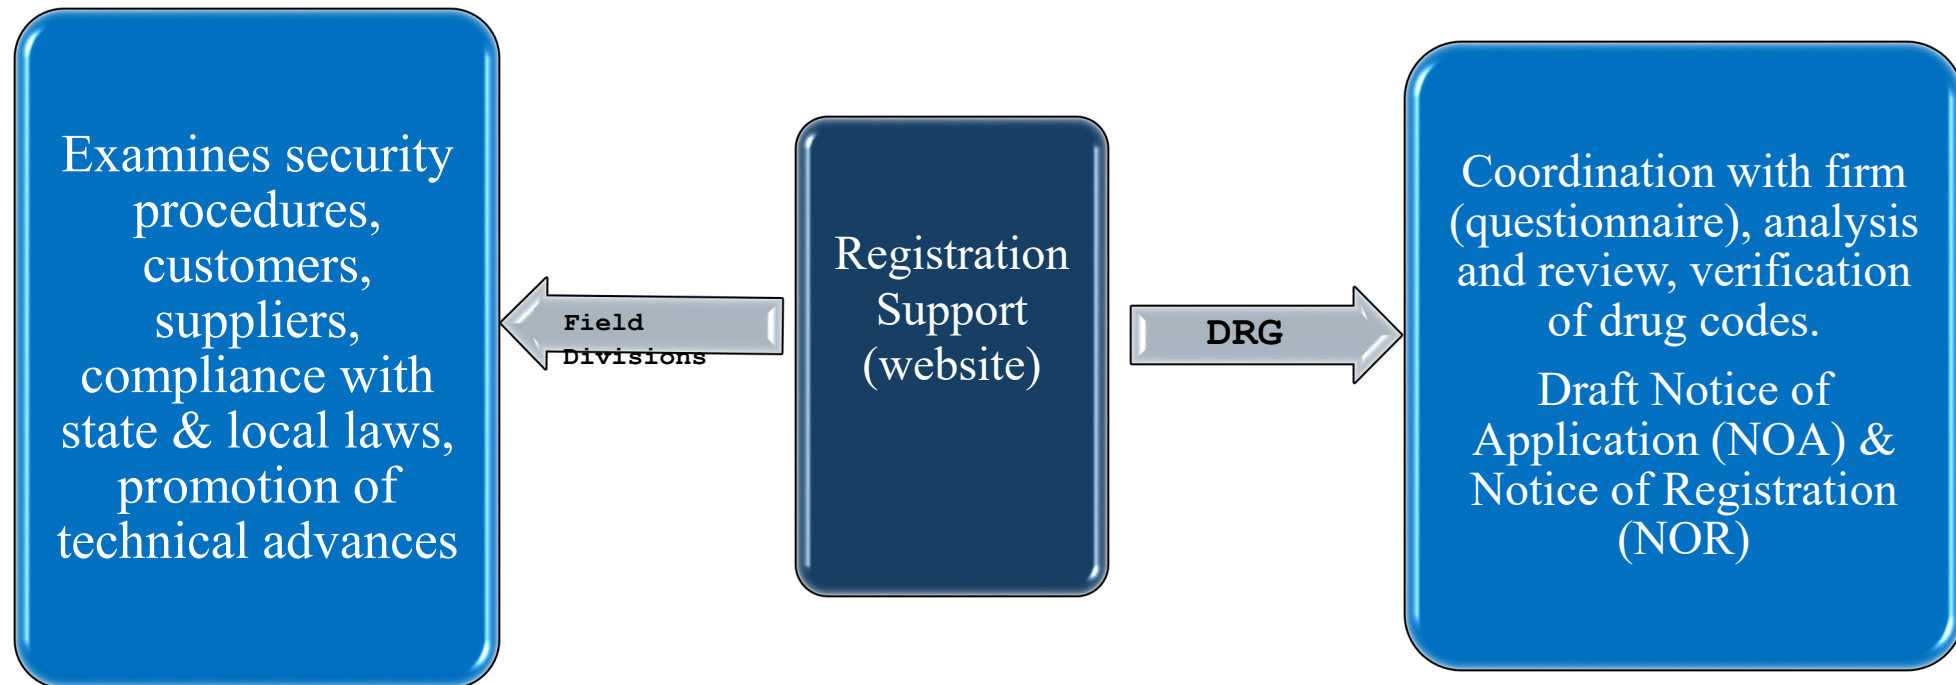 Examines security
procedures,
customers,
suppliers,
compliance with
state & local laws,
promotion of
technical advances
Field
Divisions
Registration
Support
(website)
DRG
Coordination with firm
(questionnaire), analysis
and review, verification
of drug codes.
Draft Notice of
Application (NOA) &
Notice of Registration
(NOR)